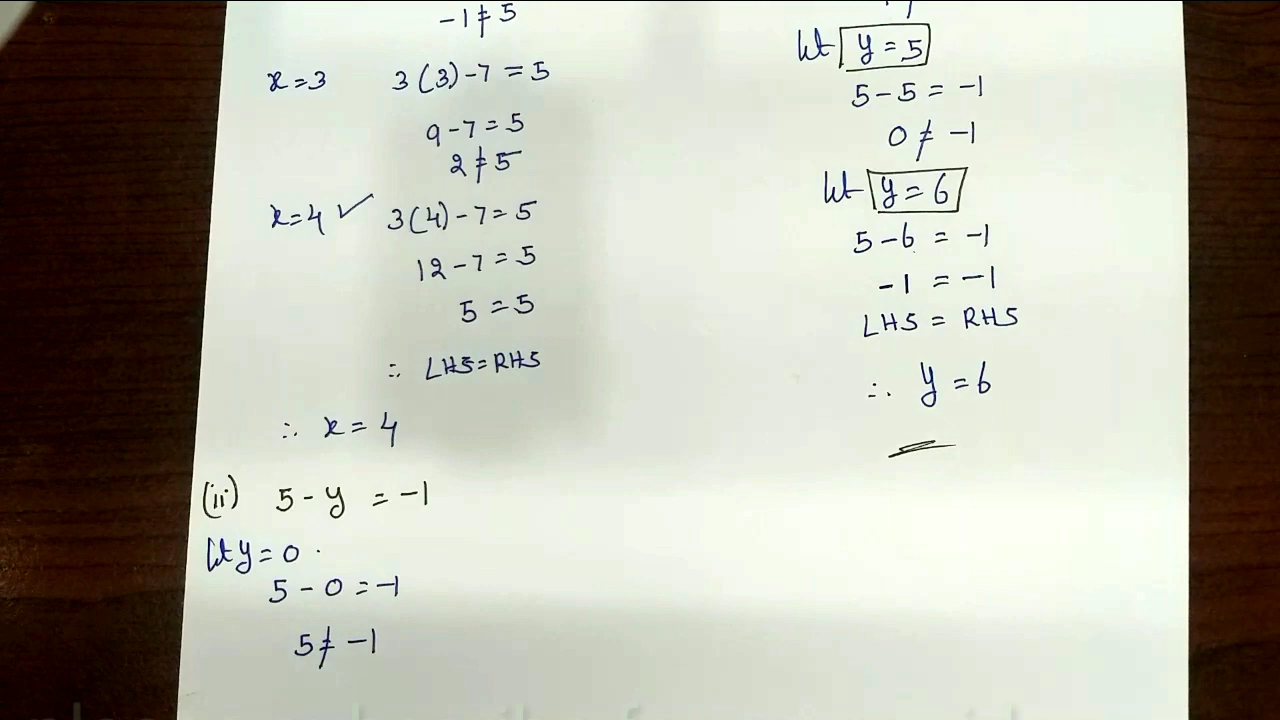 -1 ≠ 5
x=3 3(3)-7 = 5
9-7 = 5
2 ≠ 5
x=4 ✓ 3(4)-7 = 5
12-7 = 5
5 = 5
∴ LHS = RHS
∴ x = 4
(ii) 5 - y = -1
let y = 0
5 - 0 = -1
5 ≠ -1
let y = 5
5 - 5 = -1
0 ≠ -1
let y = 6
5 - 6 = -1
-1 = -1
LHS = RHS
∴ y = 6